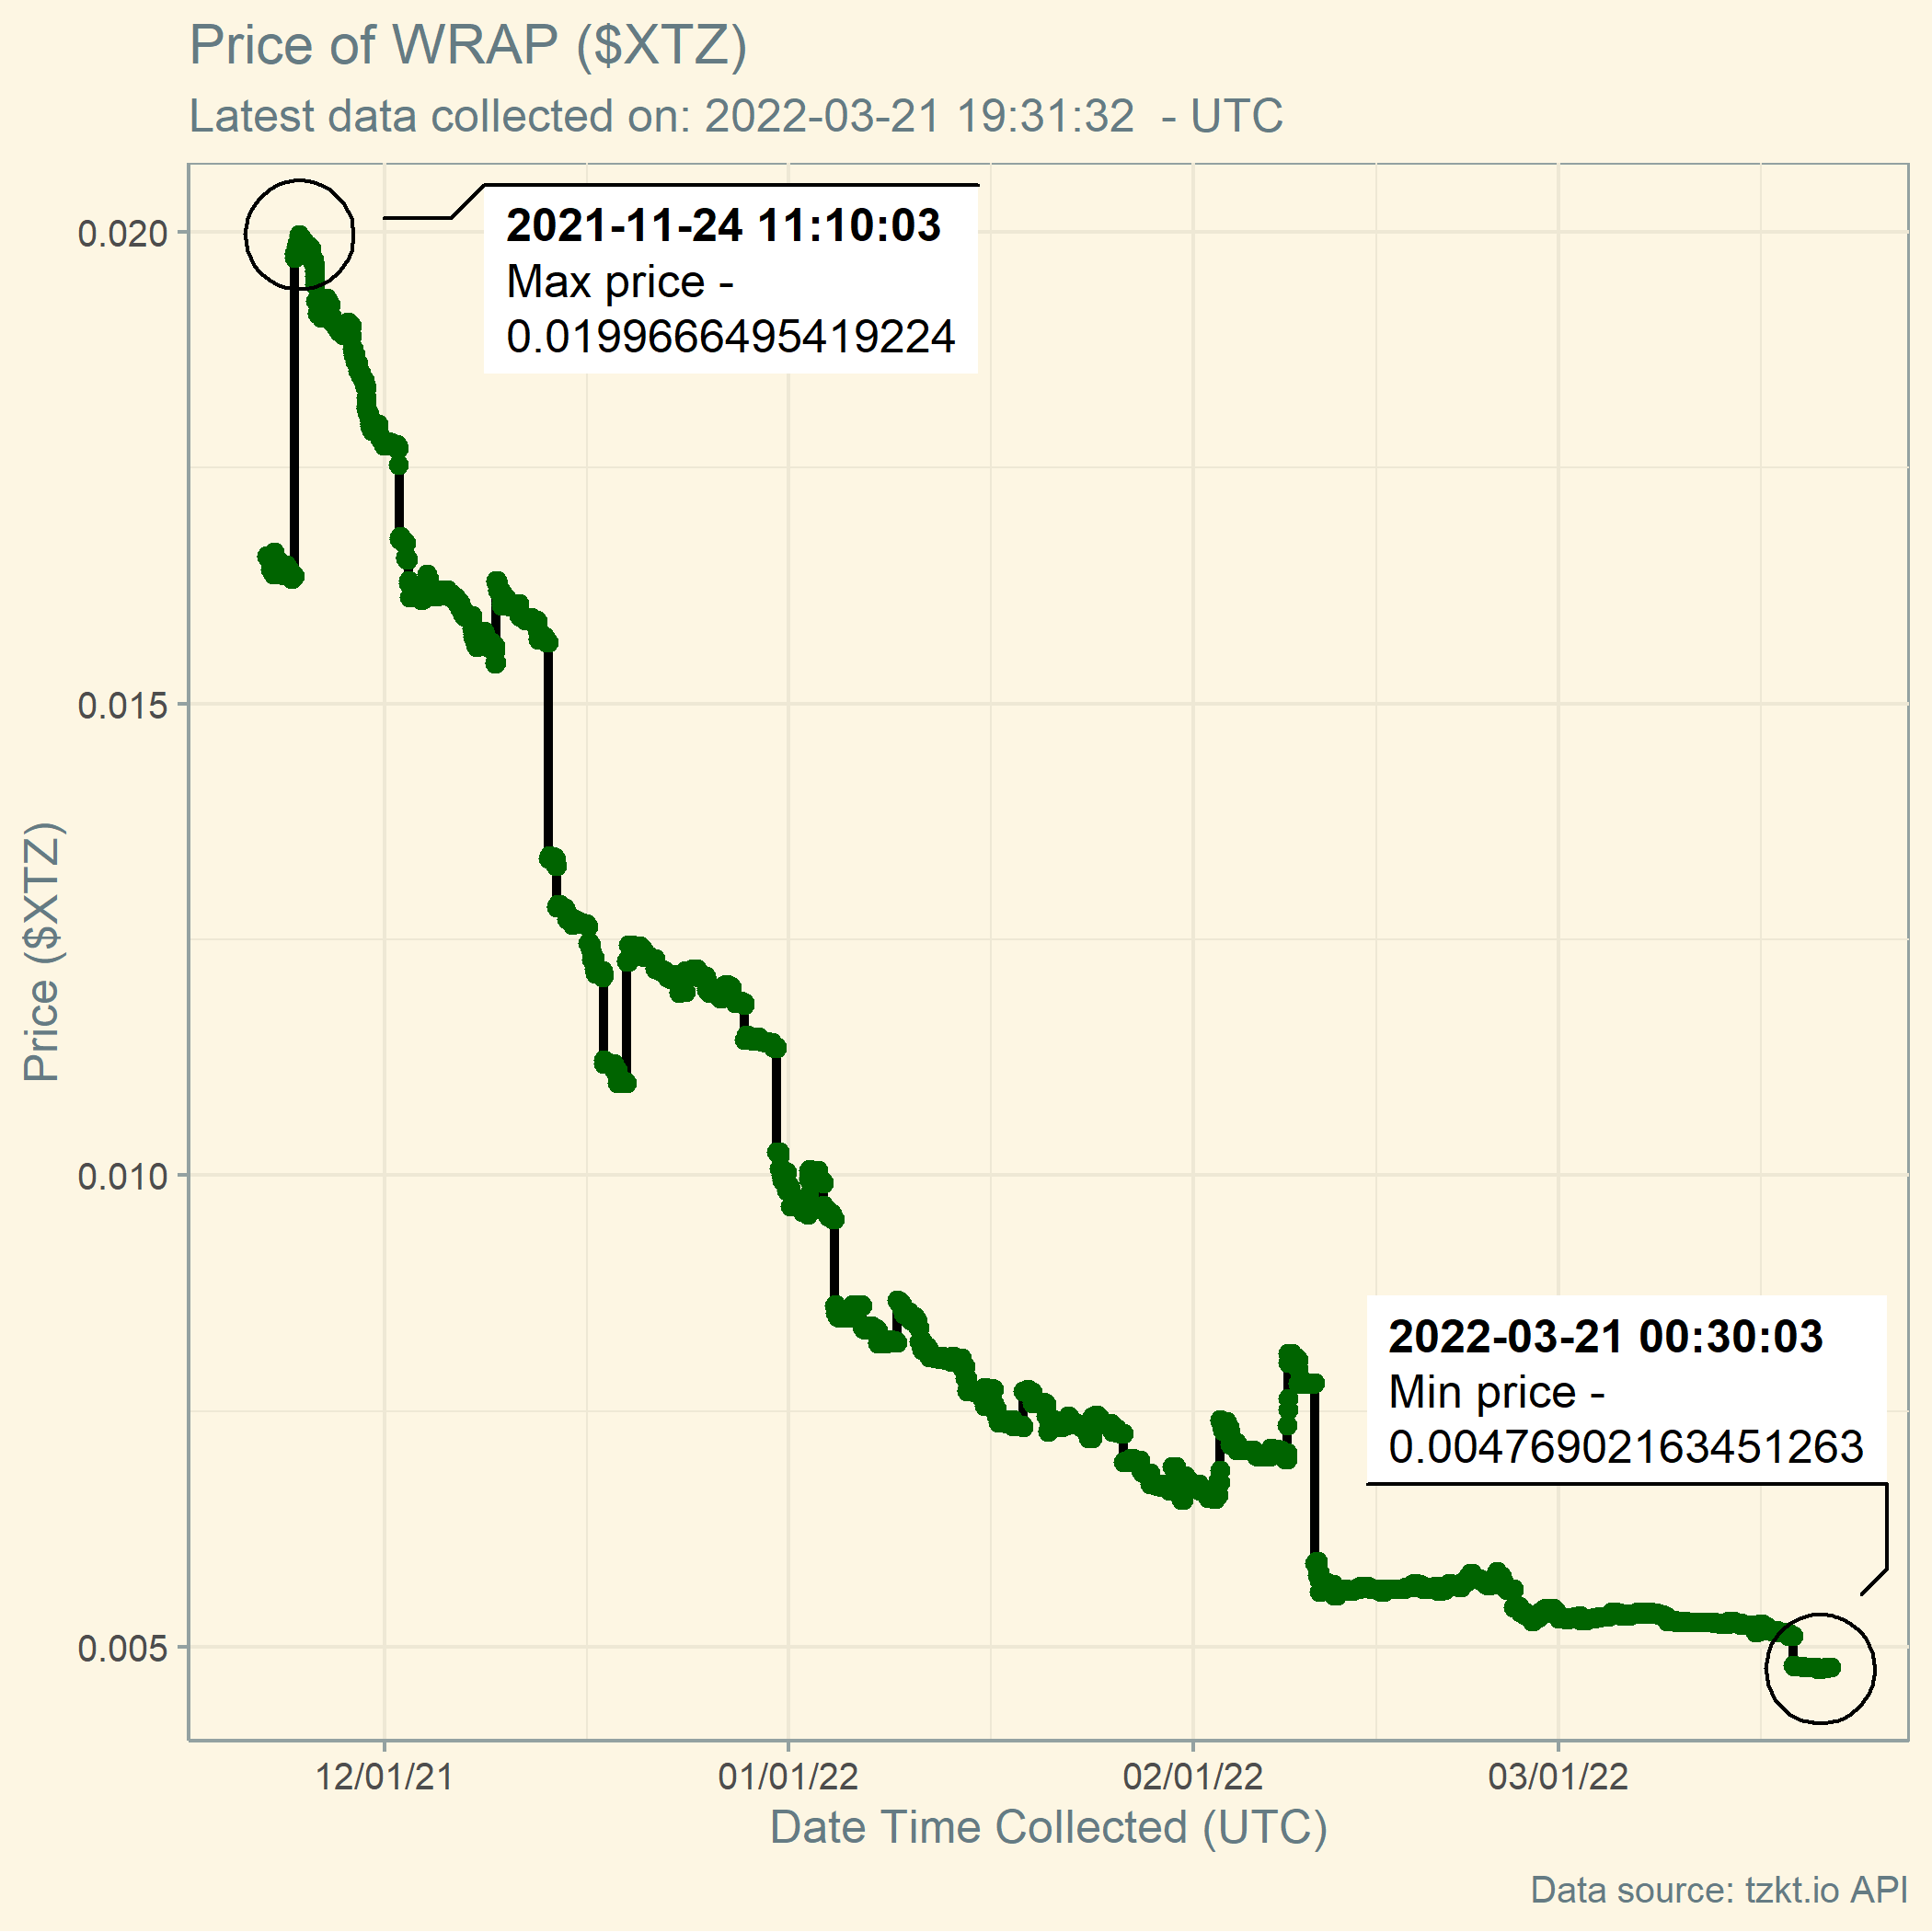 Price of WRAP ($XTZ)
Latest data collected on: 2022-03-21 19:31:32  - UTC
2021-11-24 11:10:03
Max price -
0.0199666495419224
0.020
0.015
0.010
0.005
Price ($XTZ)
2022-03-21 00:30:03
Min price -
0.00476902163451263
12/01/21
01/01/22
02/01/22
03/01/22
Date Time Collected (UTC)
Data source: tzkt.io API